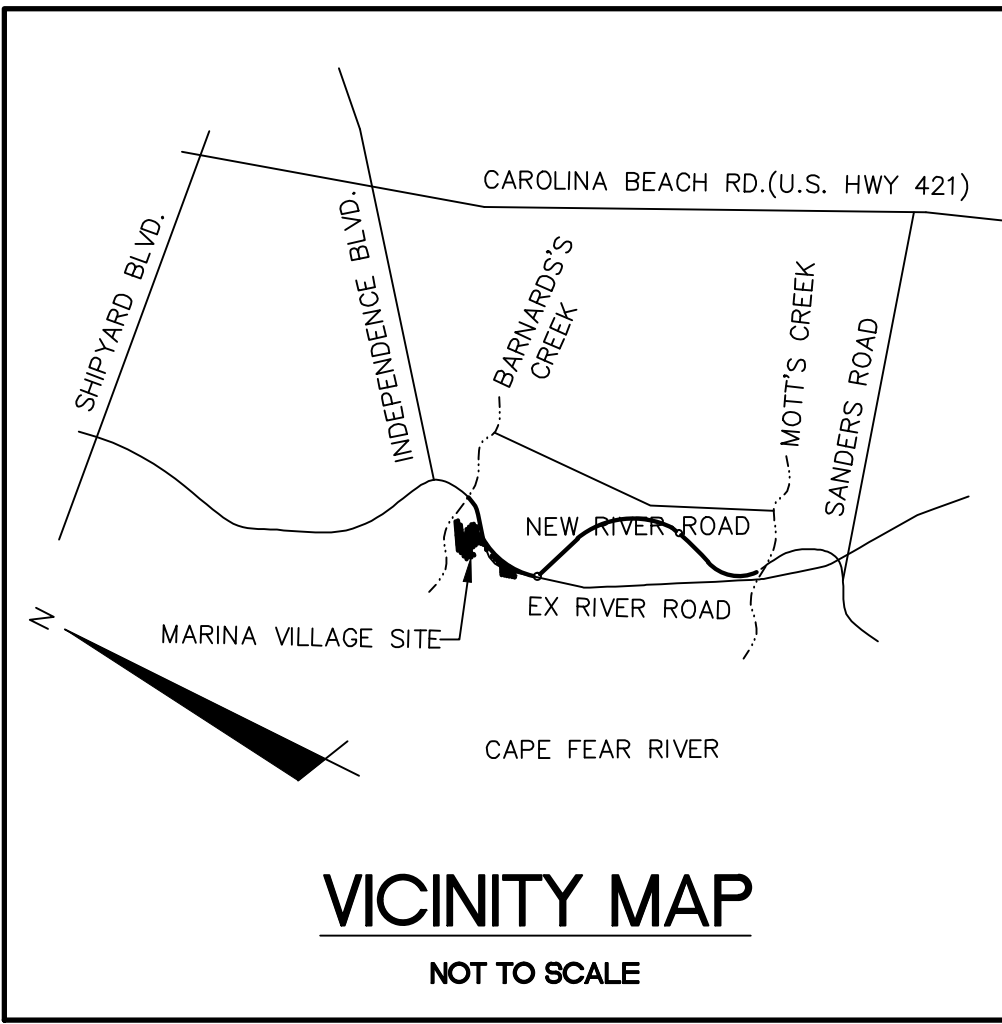 CAROLINA BEACH RD.(U.S. HWY 421)
SHIPYARD BLVD.
INDEPENDENCE BLVD.
BARNARDS'S
CREEK
MOTT'S CREEK
SANDERS ROAD
NEW RIVER ROAD
EX RIVER ROAD
N
MARINA VILLAGE SITE
CAPE FEAR RIVER
VICINITY MAP
NOT TO SCALE